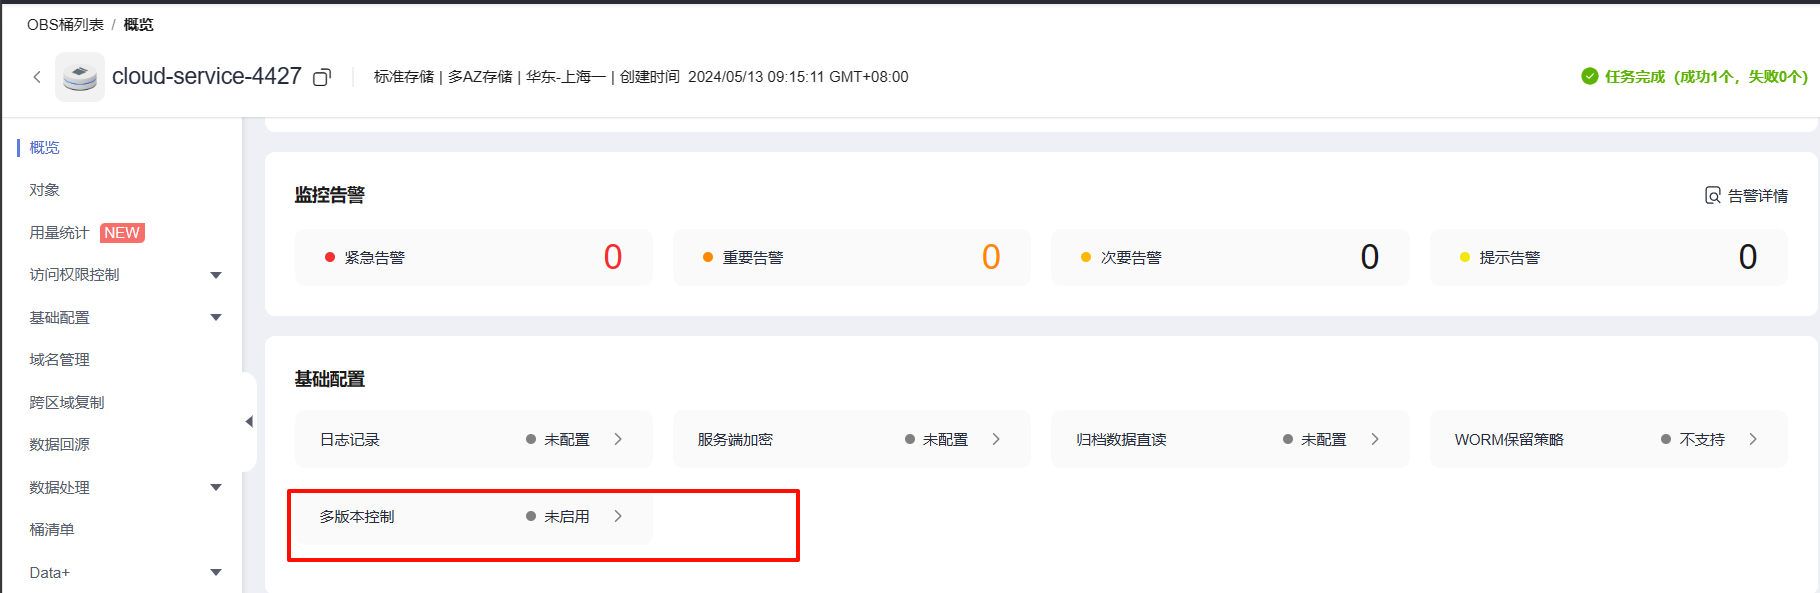 OBS桶列表 / 概览
cloud-service-4427 标准存储 | 多AZ存储 | 华东-上海一 | 创建时间 2024/05/13 09:15:11 GMT+08:00 任务完成（成功1个，失败0个）
概览
对象
用量统计 NEW
访问权限控制
基础配置
域名管理
跨区域复制
数据回源
数据处理
桶清单
Data+
监控告警 告警详情
紧急告警 0 重要告警 0 次要告警 0 提示告警 0
基础配置
日志记录 未配置 服务端加密 未配置 归档数据直读 未配置 WORM保留策略 不支持
多版本控制 未启用